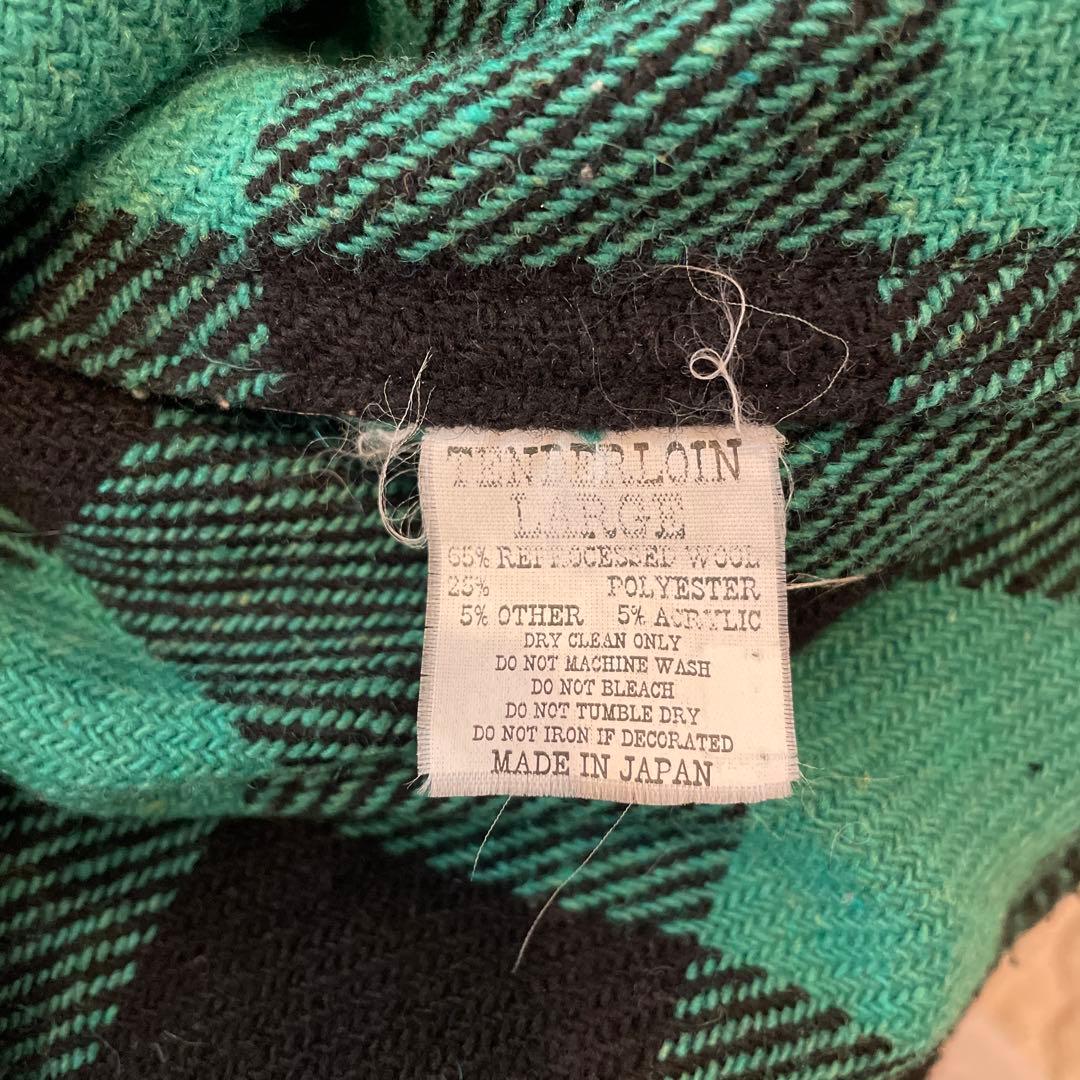 TENDERLOIN
LARGE
65% REPROCESSED WOOL
25% POLYESTER
5% OTHER 5% ACRYLIC
DRY CLEAN ONLY
DO NOT MACHINE WASH
DO NOT BLEACH
DO NOT TUMBLE DRY
DO NOT IRON IF DECORATED
MADE IN JAPAN